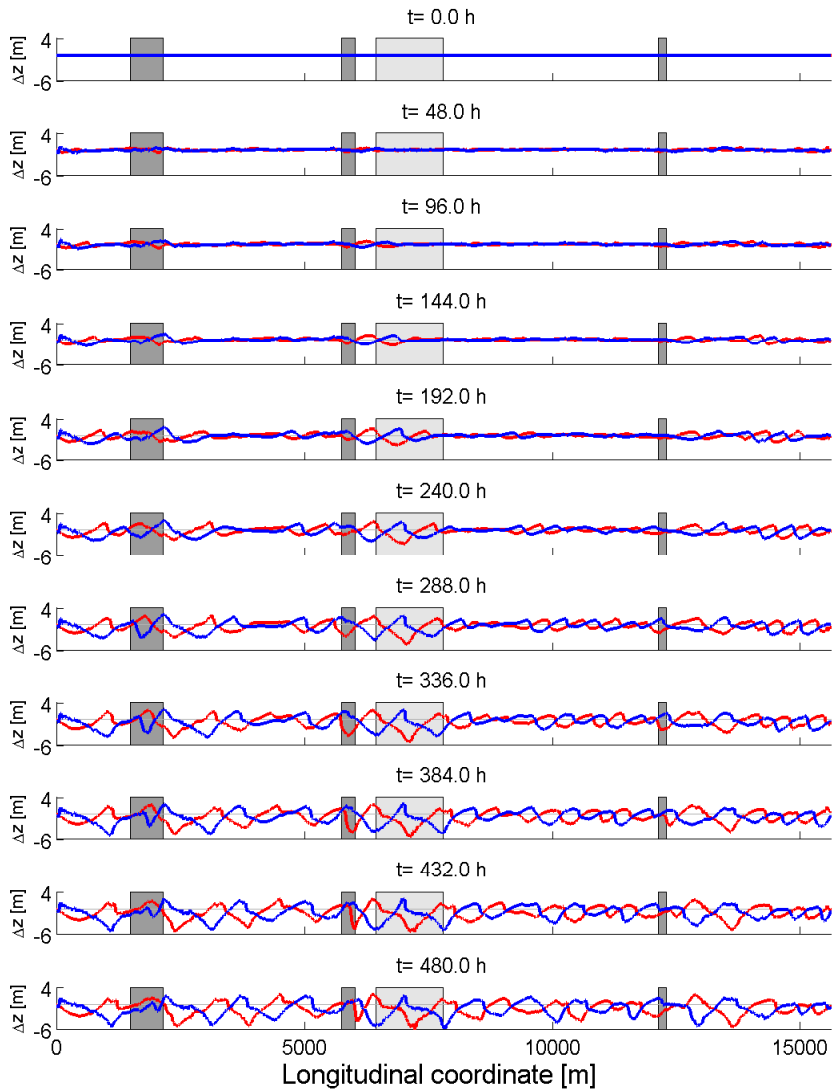 t= 0.0 h
4
-6
Δz [m]
t= 48.0 h
4
-6
Δz [m]
t= 96.0 h
4
-6
Δz [m]
t= 144.0 h
4
-6
Δz [m]
t= 192.0 h
4
-6
Δz [m]
t= 240.0 h
4
-6
Δz [m]
t= 288.0 h
4
-6
Δz [m]
t= 336.0 h
4
-6
Δz [m]
t= 384.0 h
4
-6
Δz [m]
t= 432.0 h
4
-6
Δz [m]
t= 480.0 h
4
-6
Δz [m]
0 5000 10000 15000
Longitudinal coordinate [m]